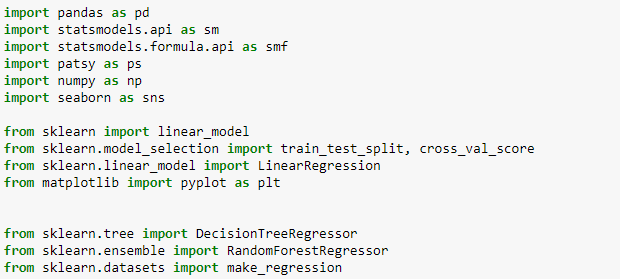 import pandas as pd
import statsmodels.api as sm
import statsmodels.formula.api as smf
import patsy as ps
import numpy as np
import seaborn as sns
from sklearn import linear_model
from sklearn.model_selection import train_test_split, cross_val_score
from sklearn.linear_model import LinearRegression
from matplotlib import pyplot as plt
from sklearn.tree import DecisionTreeRegressor
from sklearn.ensemble import RandomForestRegressor
from sklearn.datasets import make_regression